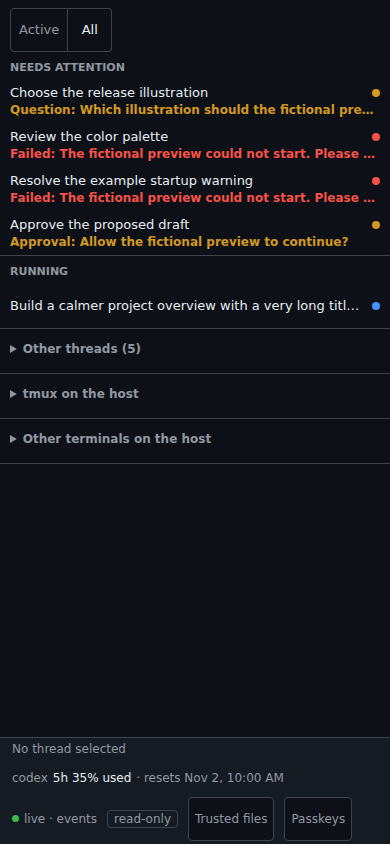 Active All
NEEDS ATTENTION
Choose the release illustration
Question: Which illustration should the fictional pre…
Review the color palette
Failed: The fictional preview could not start. Please …
Resolve the example startup warning
Failed: The fictional preview could not start. Please …
Approve the proposed draft
Approval: Allow the fictional preview to continue?
RUNNING
Build a calmer project overview with a very long titl…
Other threads (5)
tmux on the host
Other terminals on the host
No thread selected
codex 5h 35% used · resets Nov 2, 10:00 AM
live · events read-only Trusted files Passkeys